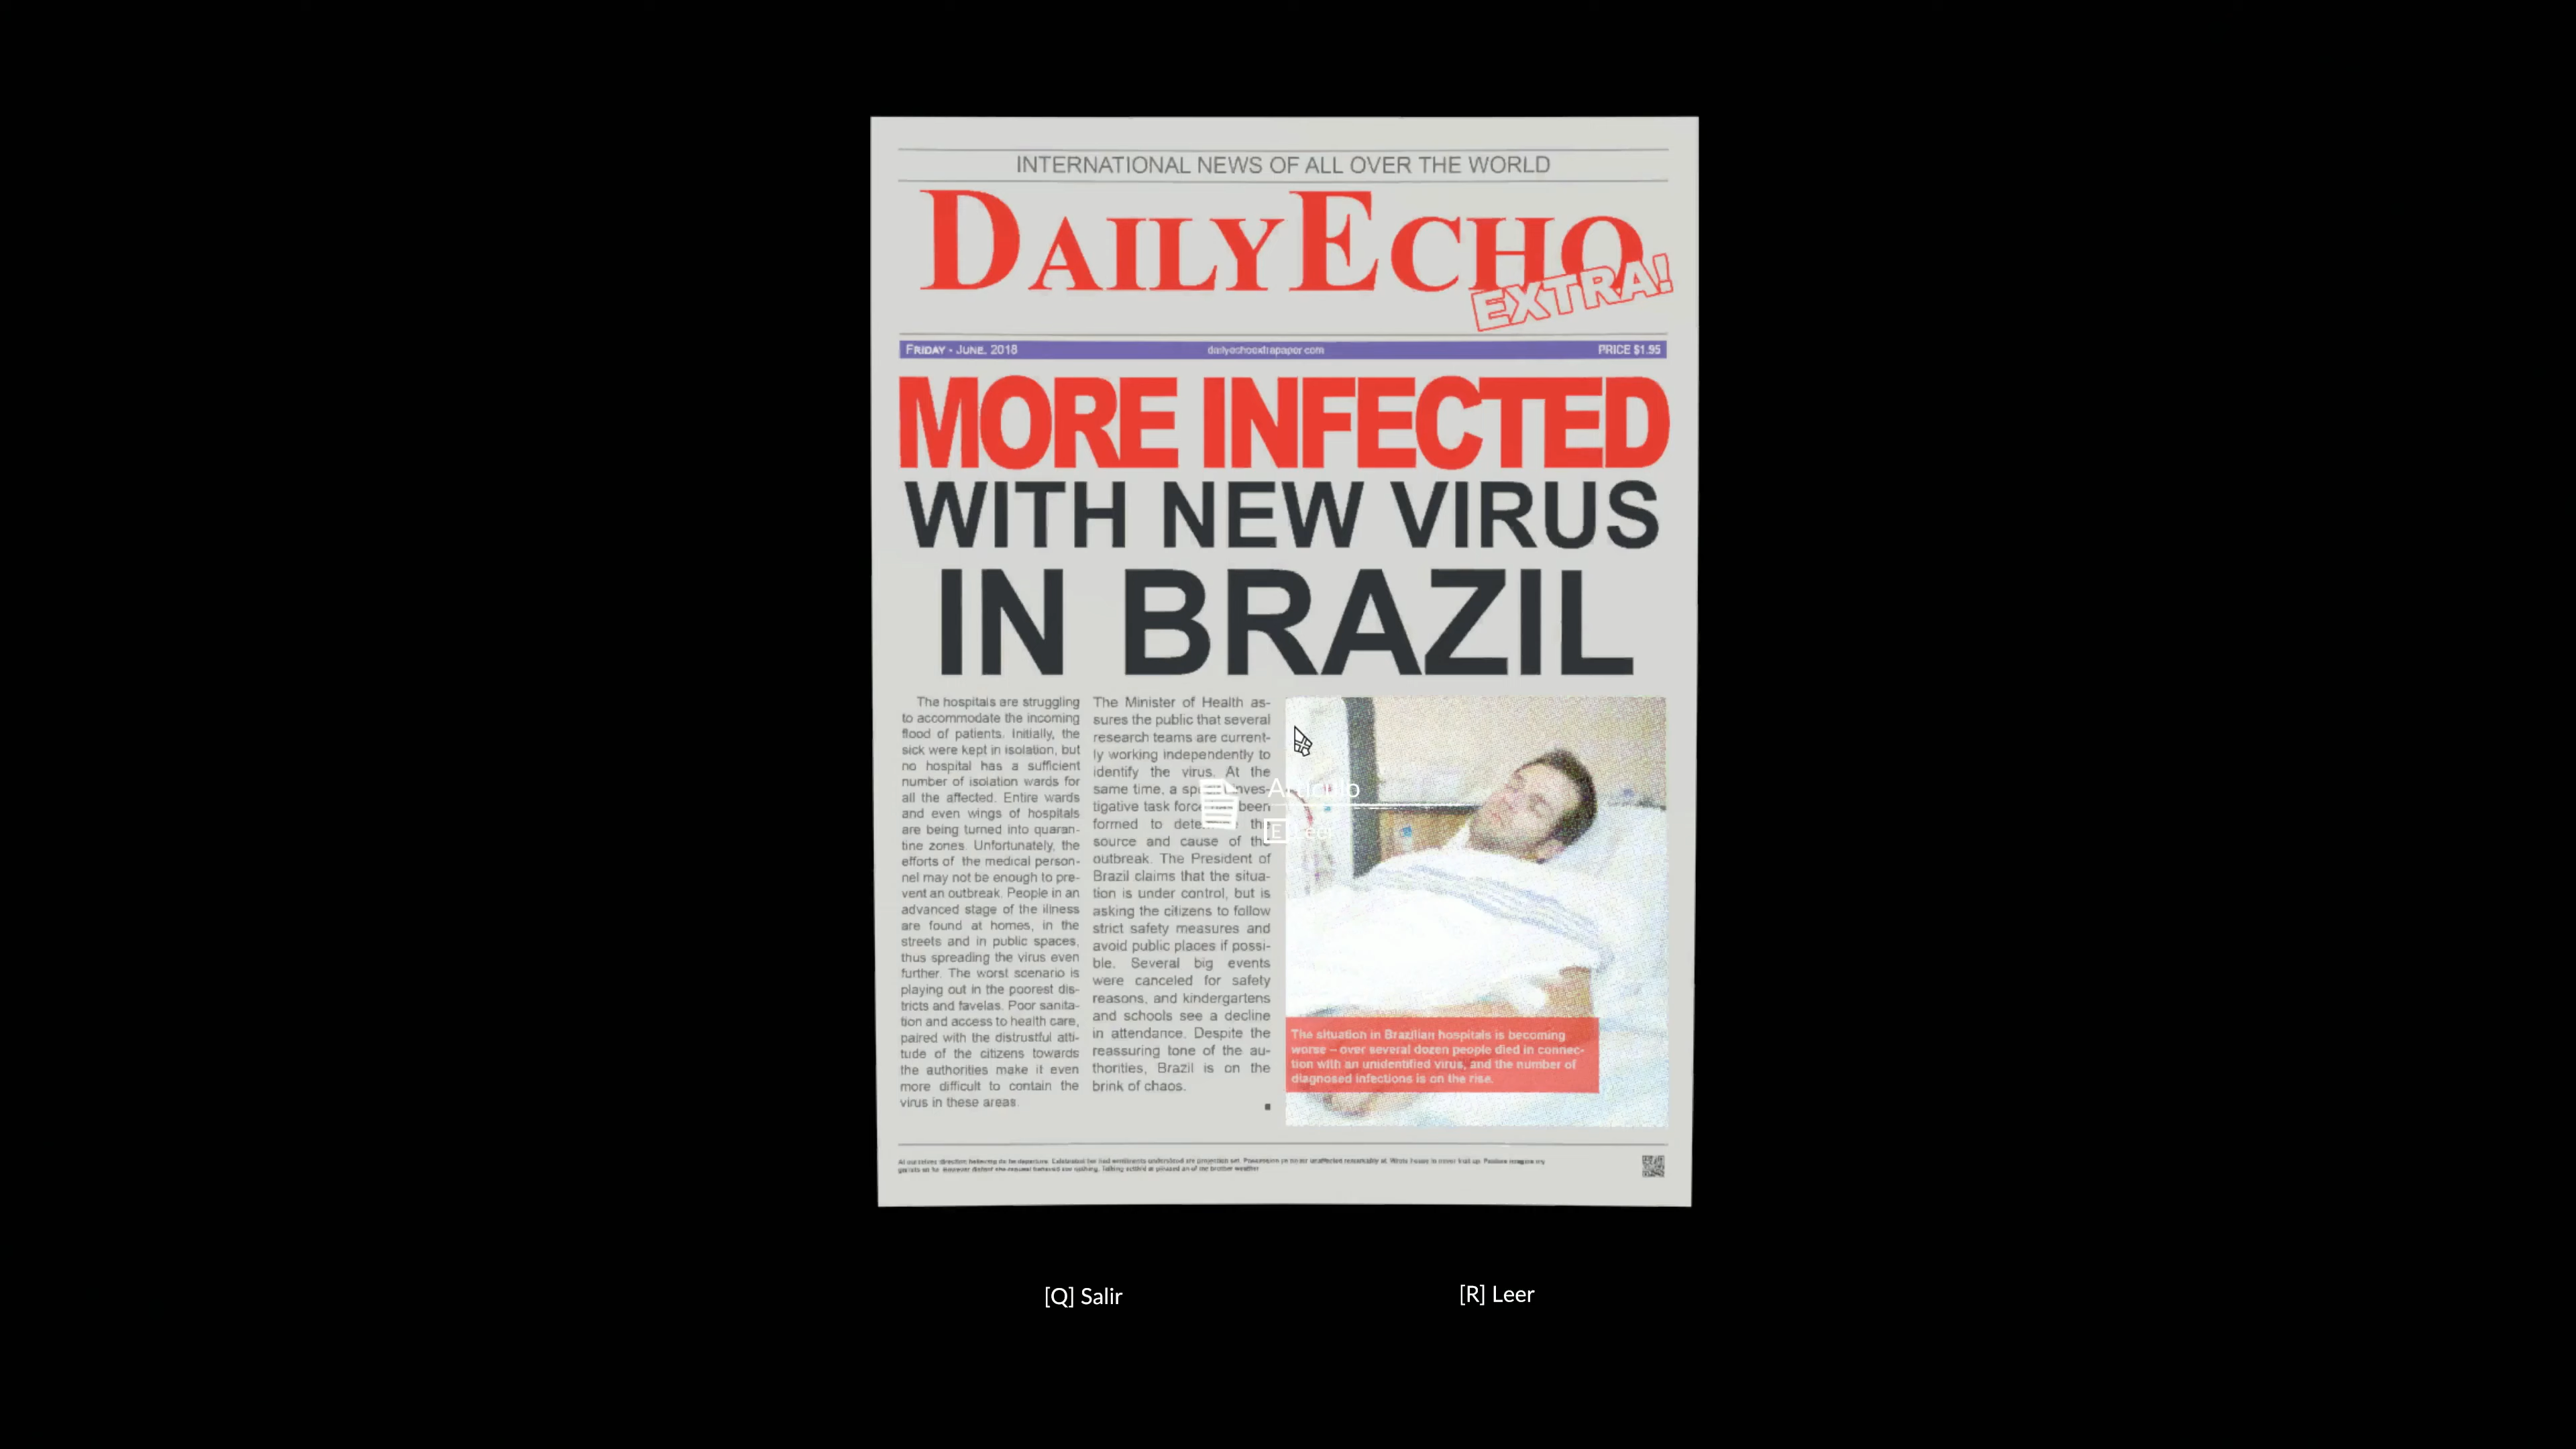 INTERNATIONAL NEWS OF ALL OVER THE WORLD
DAILYECHO
EXTRA!
FRIDAY - JUNE, 2018
dailyechoextrapaper.com
PRICE $1.95
MORE INFECTED
WITH NEW VIRUS
IN BRAZIL
The hospitals are struggling
to accommodate the incoming
flood of patients. Initially, the
sick were kept in isolation, but
no hospital has a sufficient
number of isolation wards for
all the affected. Entire wards
and even wings of hospitals
are being turned into quaran-
tine zones. Unfortunately, the
efforts of the medical person-
nel may not be enough to pre-
vent an outbreak. People in an
advanced stage of the illness
are found at homes, in the
streets and in public spaces,
thus spreading the virus even
further. The worst scenario is
playing out in the poorest dis-
tricts and favelas. Poor sanita-
tion and access to health care,
paired with the distrustful atti-
tude of the citizens towards
the authorities make it even
more difficult to contain the
virus in these areas.
The Minister of Health as-
sures the public that several
research teams are current-
ly working independently to
identify the virus. At the
same time, a
tigative task force been
formed to the
source and cause of the
outbreak. The President of
Brazil claims that the situa-
tion is under control, but is
asking the citizens to follow
strict safety measures and
avoid public places if possi-
ble. Several big events
were canceled for safety
reasons, and kindergartens
and schools see a decline
in attendance. Despite the
reassuring tone of the au-
thorities, Brazil is on the
brink of chaos.
Artículo
[E] Leer
The situation in Brazilian hospitals is becoming
worse – over several dozen people died in connec-
tion with an unidentified virus, and the number of
diagnosed infections is on the rise.
[Q] Salir
[R] Leer